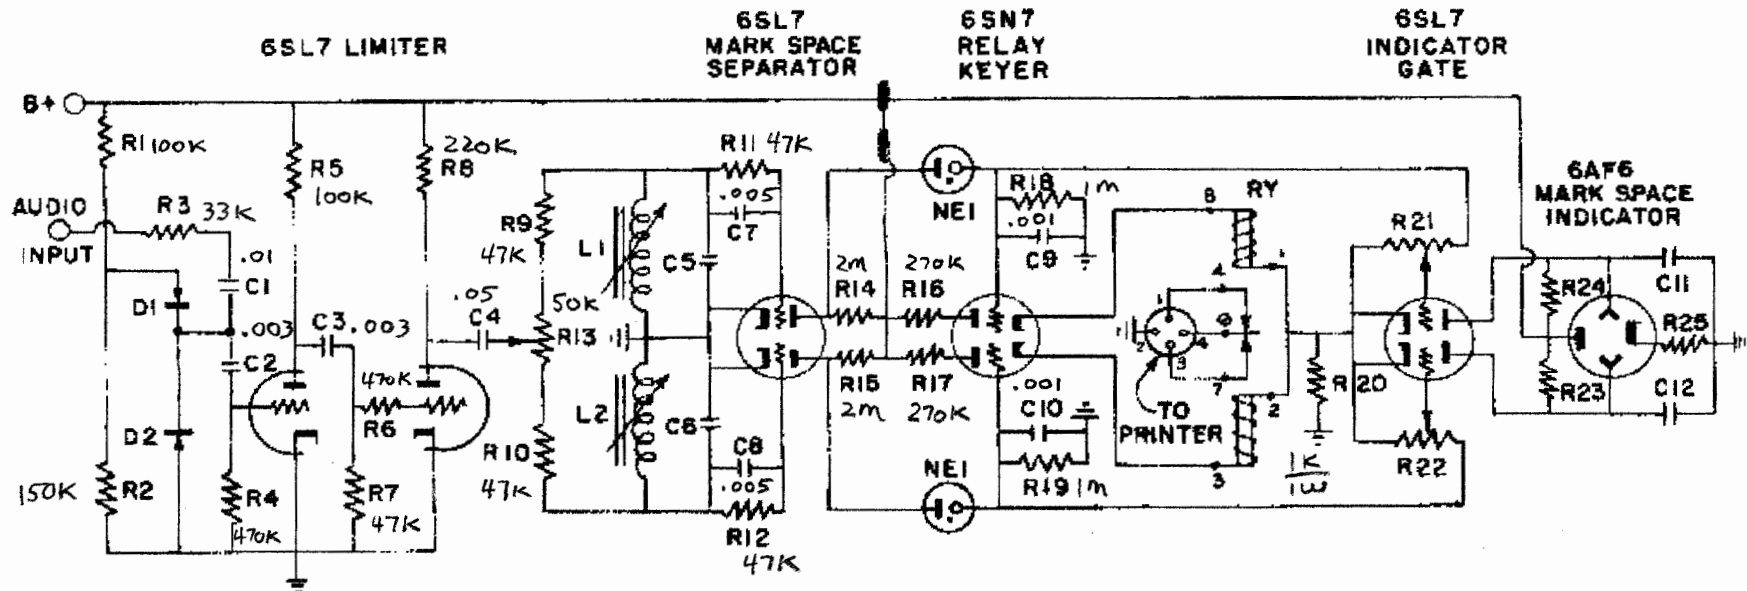 6SL7 LIMITER
6SL7
MARK SPACE
SEPARATOR
6SN7
RELAY
KEYER
6SL7
INDICATOR
GATE
6AF6
MARK SPACE
INDICATOR
B+
AUDIO
INPUT
R1 100K
R3 33K
.01
C1
D1
.003
C2
D2
150K R2
R4
470K
R5
100K
C3 .003
470K
R6
R7
47K
220K
R8
.05
C4
R9
47K
50K
R13
R10
47K
L1
L2
R11 47K
.005
C7
C5
C6
C8
.005
R12
47K
2M
R14
270K
R16
R15
2M
R17
270K
NE1
NE1
R18 1M
.001
C9
.001
C10
R19 1M
8
RY
1
4
1
2
3
4
6
7
2
3
TO
PRINTER
R20
1K
1W
R21
R22
R24
R23
R25
C11
C12